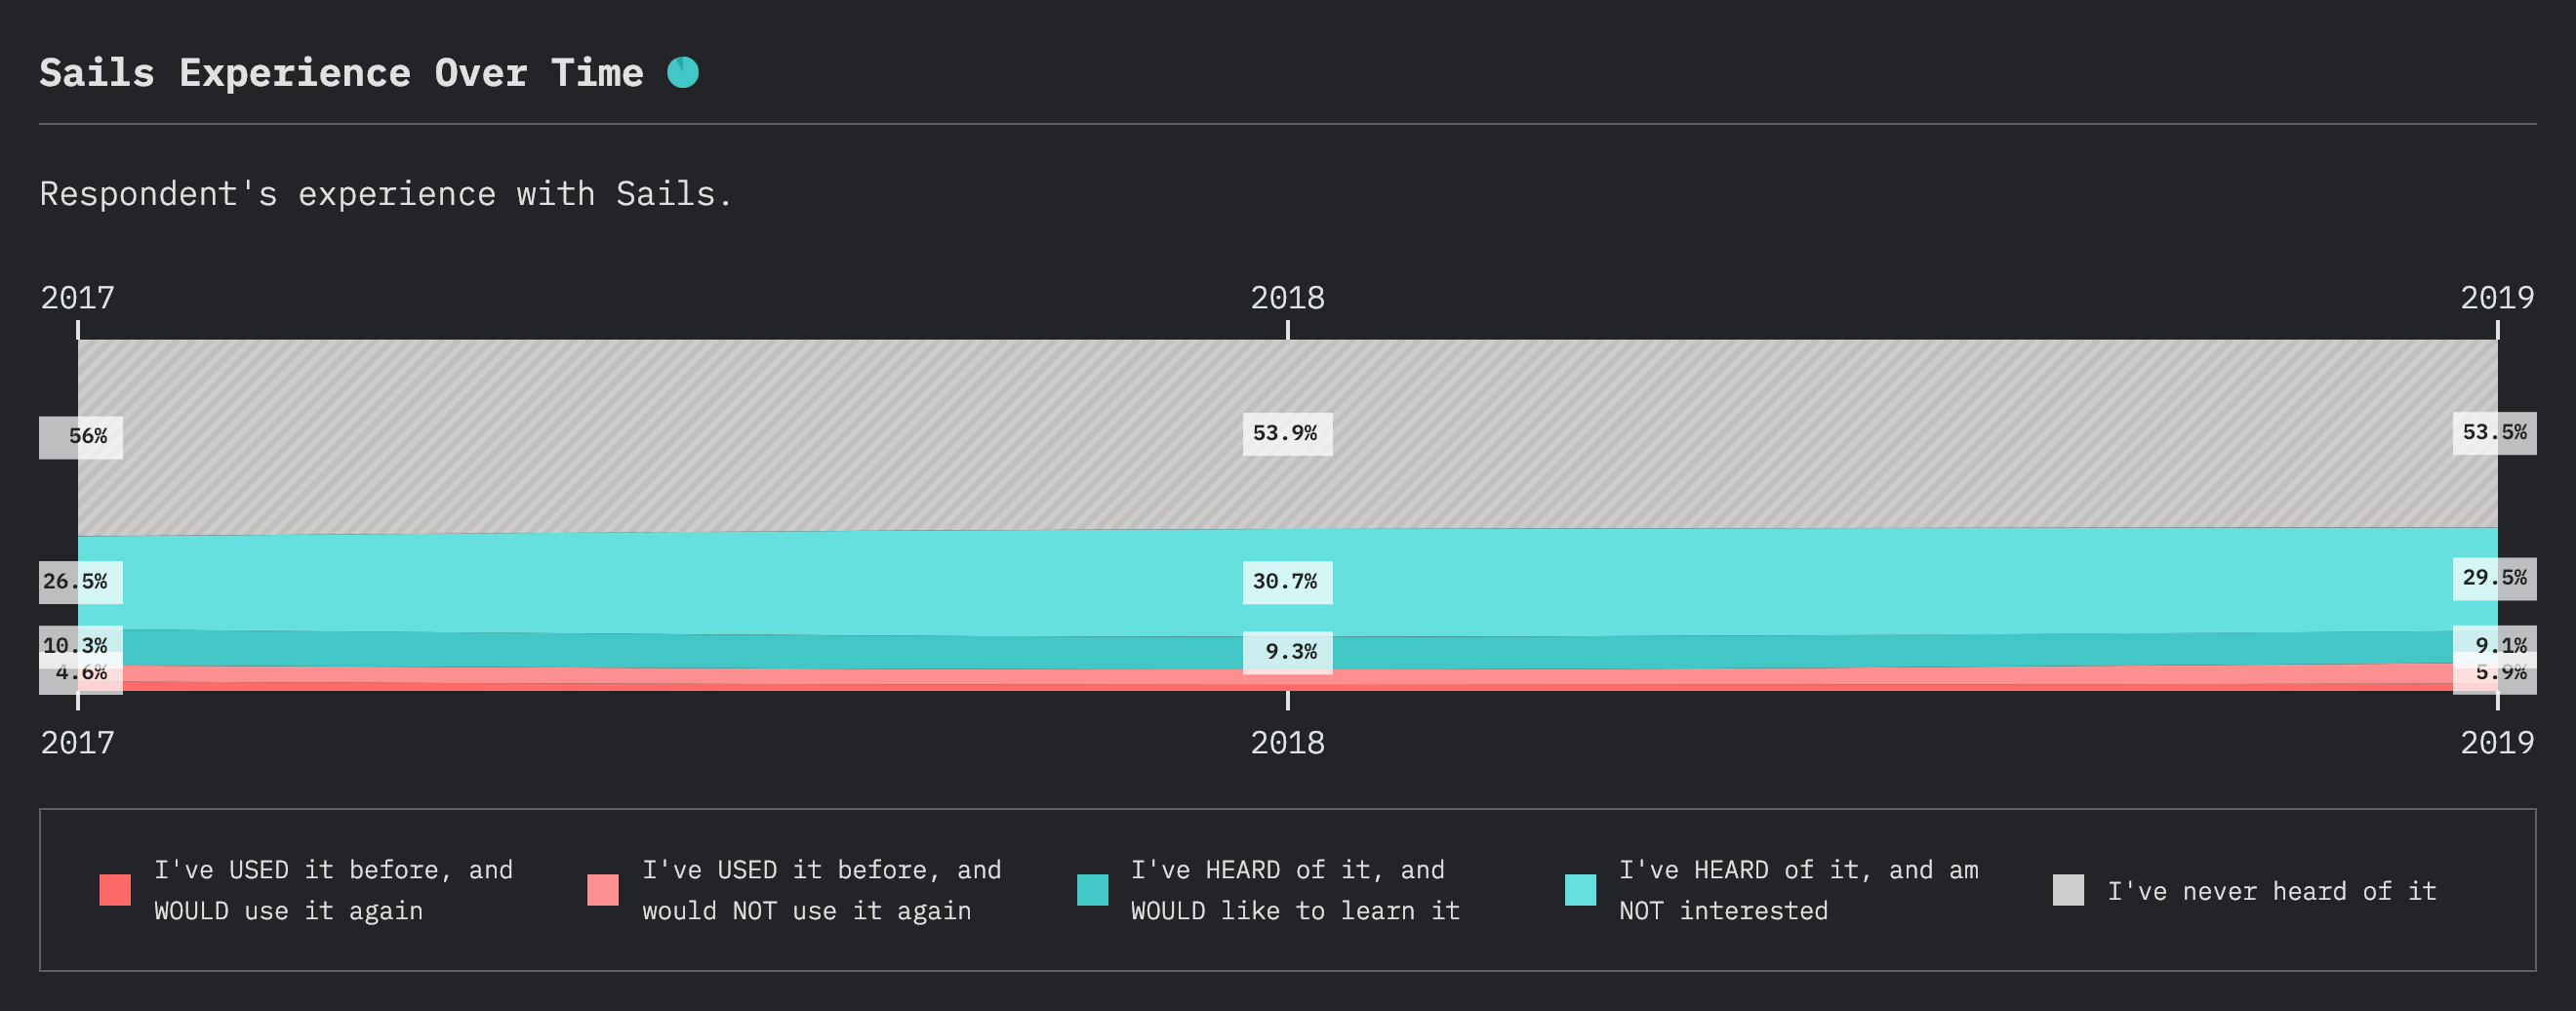 Sails Experience Over Time
Respondent's experience with Sails.
2017 2018 2019
56% 53.9% 53.5%
26.5% 30.7% 29.5%
10.3% 9.3% 9.1%
4.6% 5.9%
2017 2018 2019
I've USED it before, and
WOULD use it again
I've USED it before, and
would NOT use it again
I've HEARD of it, and
WOULD like to learn it
I've HEARD of it, and am
NOT interested
I've never heard of it